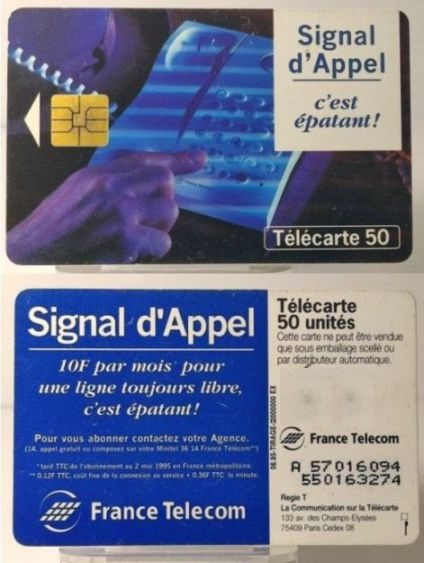 Signal
d'Appel
c'est
épatant!
Télécarte 50
Signal d'Appel
10F par mois* pour
une ligne toujours libre,
c'est épatant!
Pour vous abonner contactez votre Agence.
(14, appel gratuit ou composez sur votre Minitel 36 14 France Télécom**)
* tarif TTC de l'abonnement au 2 mai 1995 en France métropolitaine.
** 0,12F TTC, coût fixe de la connexion au service + 0,36F TTC la minute
France Telecom
Télécarte
50 unités
Cette carte ne peut être vendue
que sous emballage scellé ou
par distributeur automatique.
France Telecom
A 57016094
550163274
Regie T
La Communication sur la Télécarte
133 av. des Champs-Elysées
75409 Paris Cedex 08